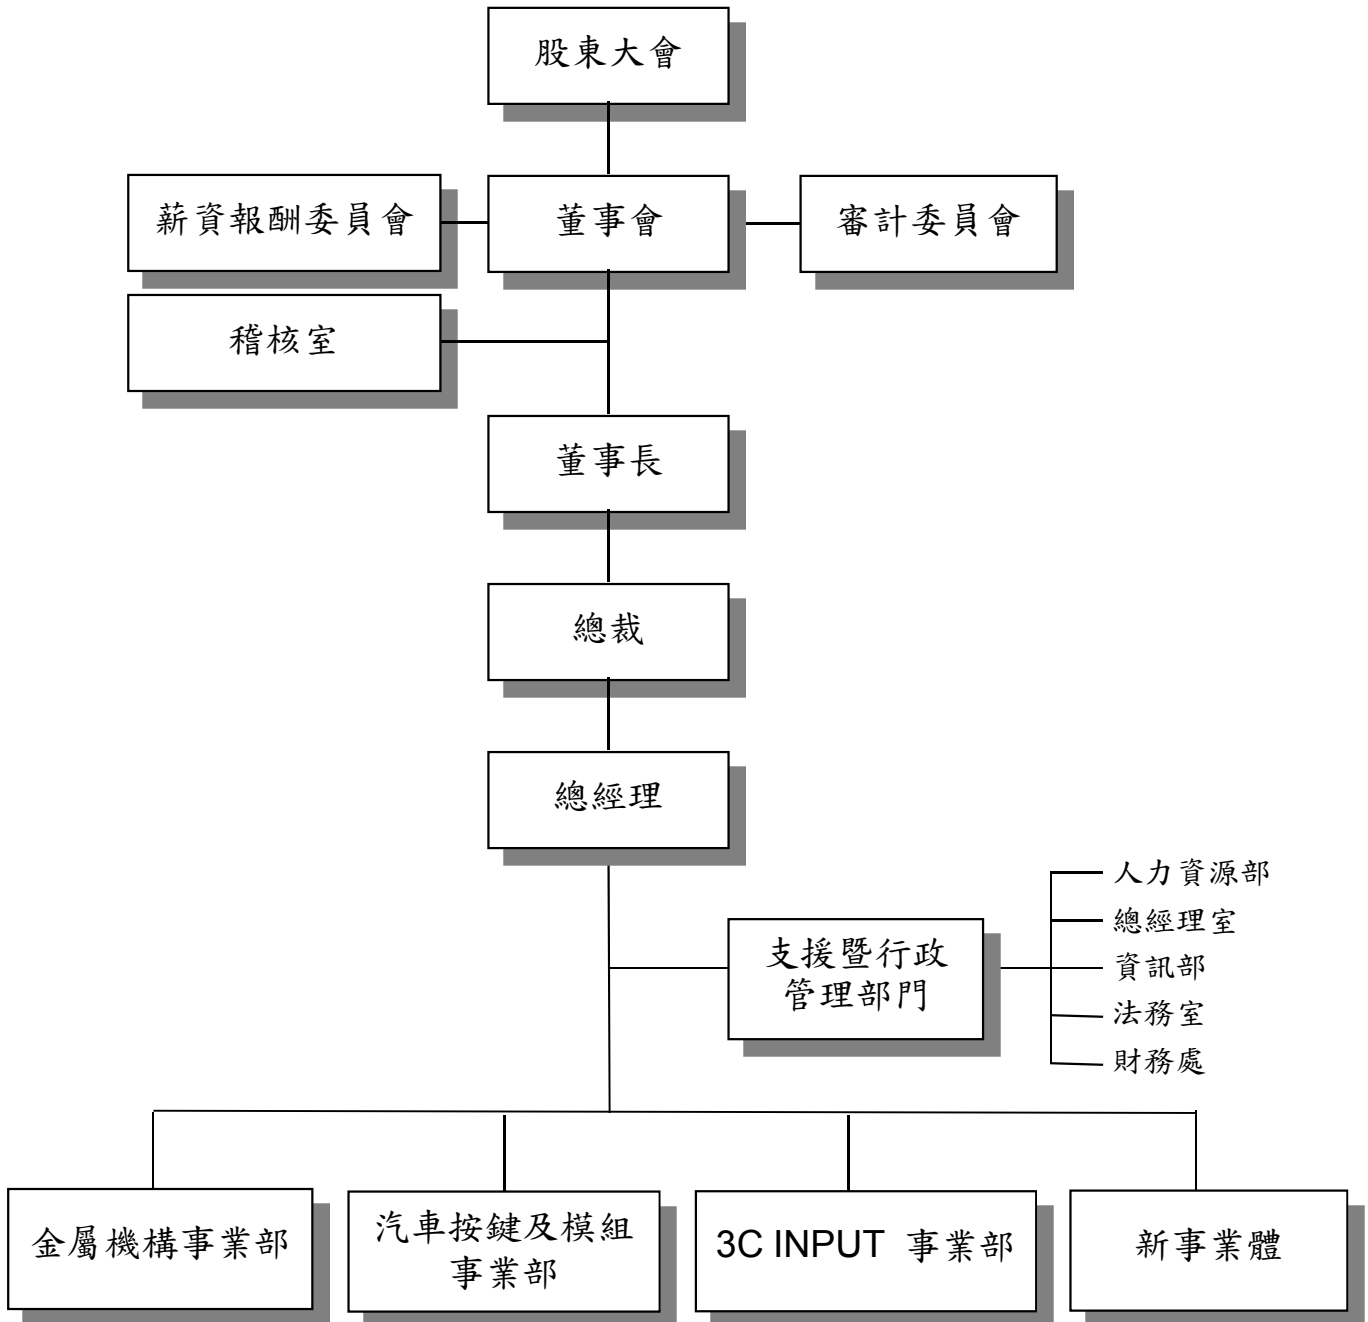 股東大會
薪資報酬委員會
董事會
審計委員會
稽核室
董事長
總裁
總經理
支援暨行政
管理部門
人力資源部
總經理室
資訊部
法務室
財務處
金屬機構事業部
汽車按鍵及模組
事業部
3C INPUT 事業部
新事業體